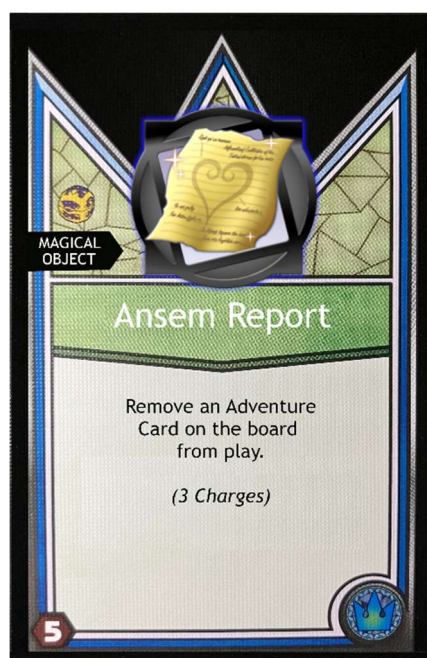 MAGICAL
OBJECT
Ansem Report
Remove an Adventure
Card on the board
from play.
(3 Charges)
5